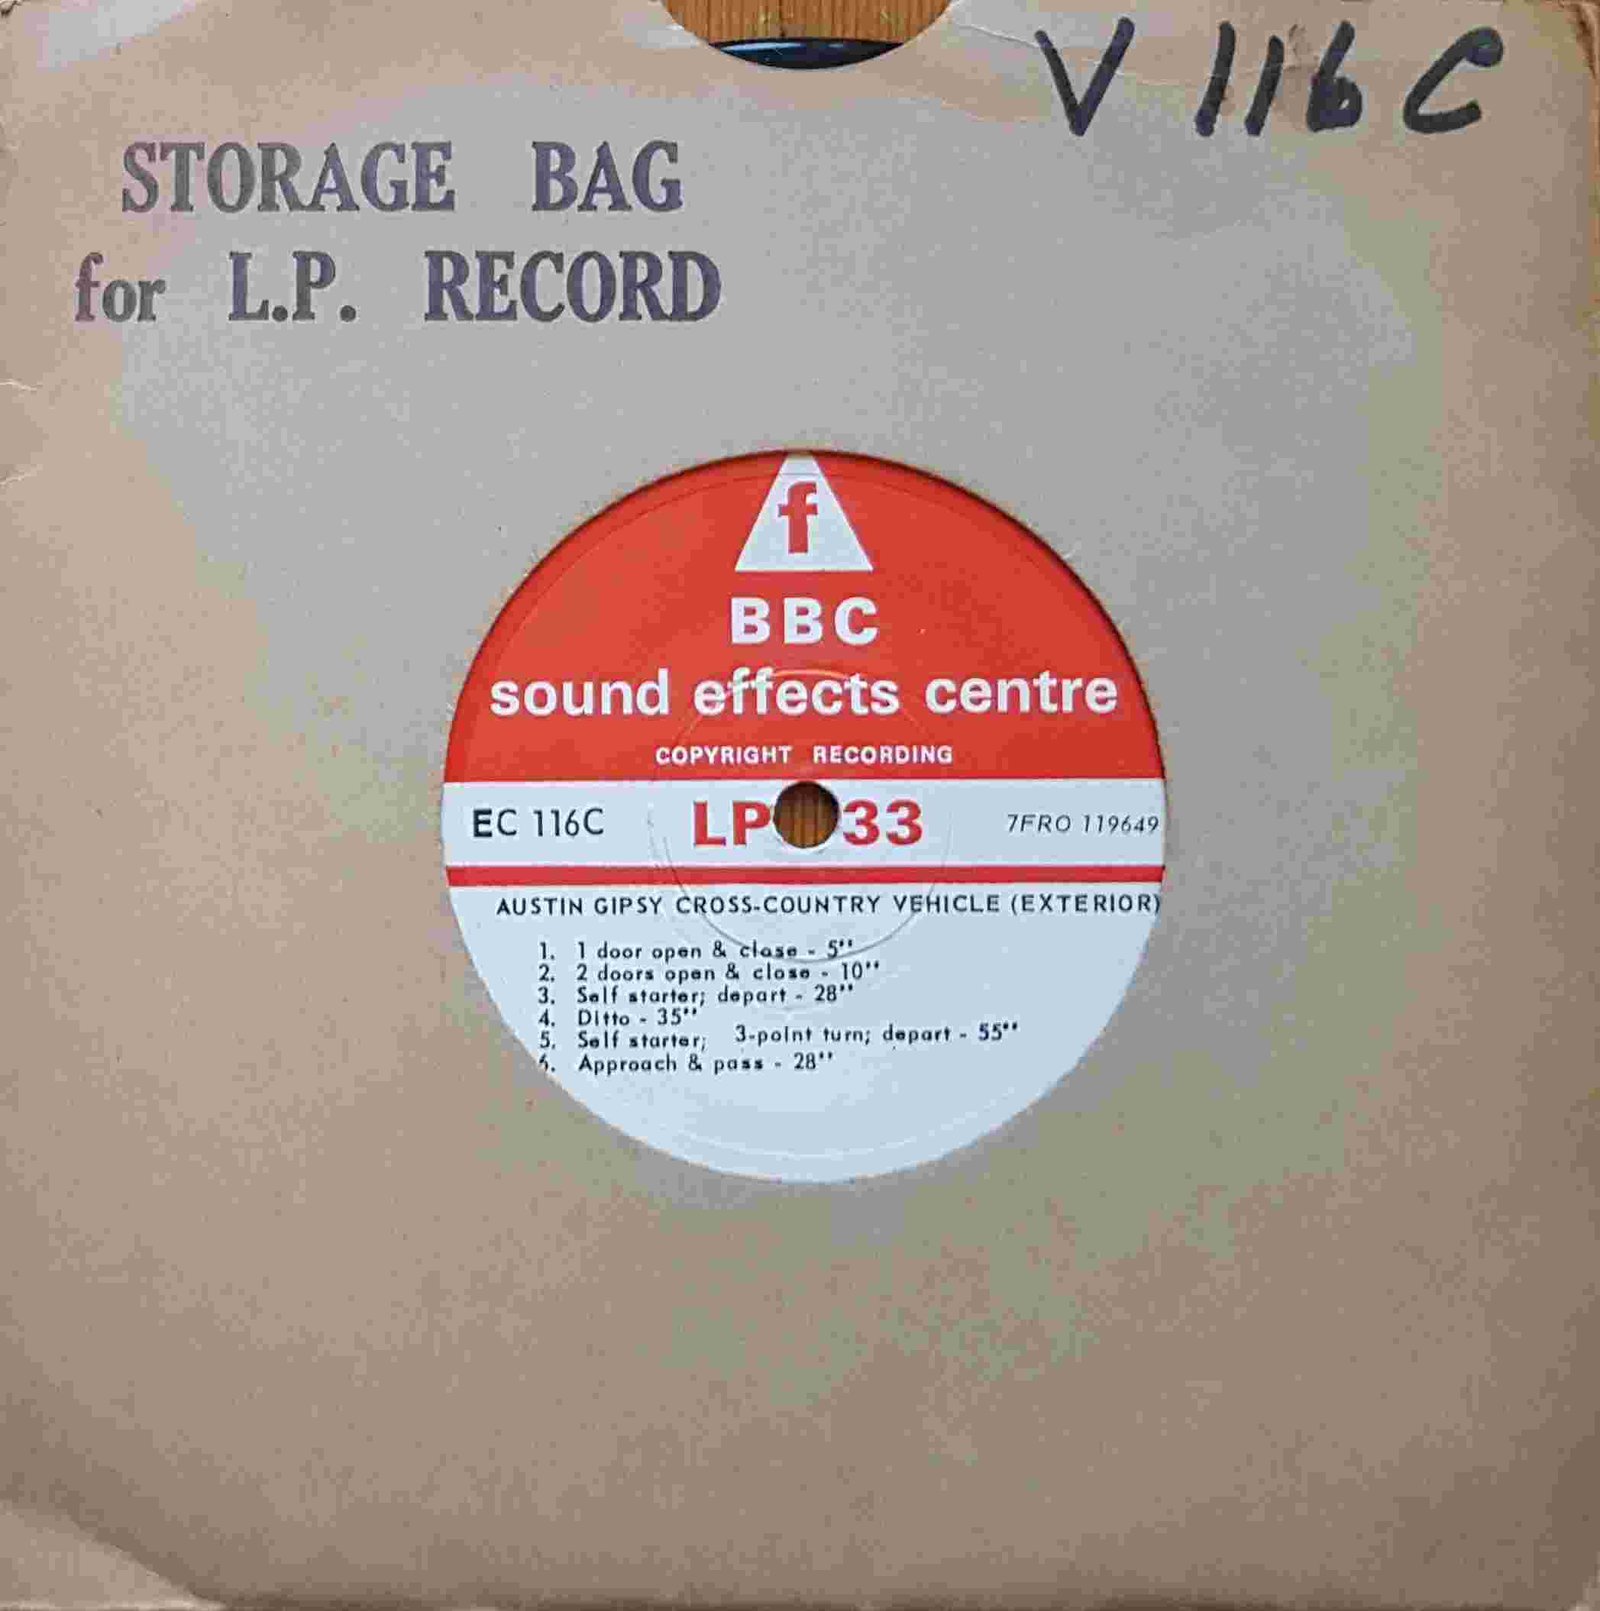 V 116 C
STORAGE BAG
for L.P. RECORD
f
BBC
sound effects centre
COPYRIGHT RECORDING
EC 116C LP 33 7FRO 119649
AUSTIN GIPSY CROSS-COUNTRY VEHICLE (EXTERIOR)
1. 1 door open & close - 5"
2. 2 doors open & close - 10"
3. Self starter; depart - 28"
4. Ditto - 35"
5. Self starter; 3-point turn; depart - 55"
6. Approach & pass - 28"